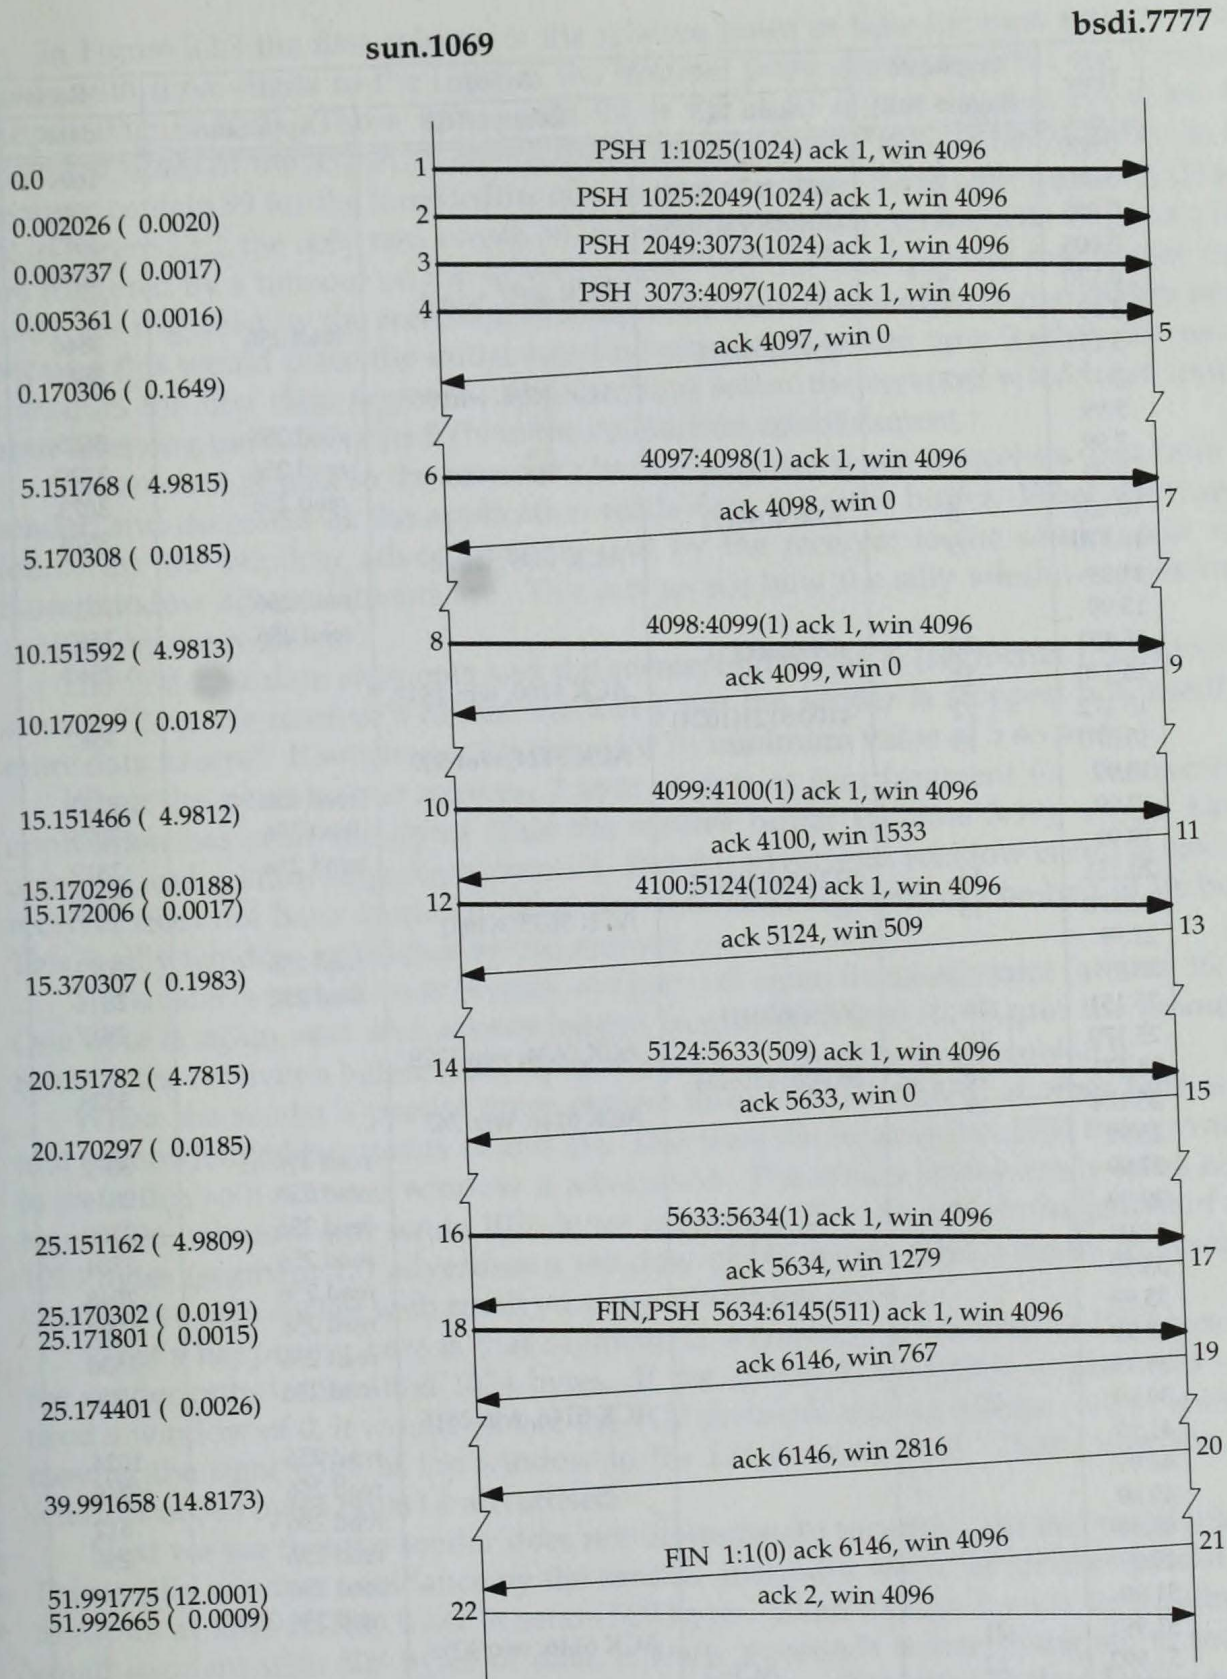 sun.1069
bsdi.7777
0.0
1
PSH 1:1025(1024) ack 1, win 4096
0.002026 ( 0.0020)
2
PSH 1025:2049(1024) ack 1, win 4096
0.003737 ( 0.0017)
3
PSH 2049:3073(1024) ack 1, win 4096
0.005361 ( 0.0016)
4
PSH 3073:4097(1024) ack 1, win 4096
0.170306 ( 0.1649)
ack 4097, win 0
5
5.151768 ( 4.9815)
6
4097:4098(1) ack 1, win 4096
5.170308 ( 0.0185)
ack 4098, win 0
7
10.151592 ( 4.9813)
8
4098:4099(1) ack 1, win 4096
10.170299 ( 0.0187)
ack 4099, win 0
9
15.151466 ( 4.9812)
10
4099:4100(1) ack 1, win 4096
15.170296 ( 0.0188)
ack 4100, win 1533
11
15.172006 ( 0.0017)
12
4100:5124(1024) ack 1, win 4096
15.370307 ( 0.1983)
ack 5124, win 509
13
20.151782 ( 4.7815)
14
5124:5633(509) ack 1, win 4096
20.170297 ( 0.0185)
ack 5633, win 0
15
25.151162 ( 4.9809)
16
5633:5634(1) ack 1, win 4096
25.170302 ( 0.0191)
ack 5634, win 1279
17
25.171801 ( 0.0015)
18
FIN,PSH 5634:6145(511) ack 1, win 4096
25.174401 ( 0.0026)
ack 6146, win 767
19
39.991658 (14.8173)
ack 6146, win 2816
20
51.991775 (12.0001)
FIN 1:1(0) ack 6146, win 4096
21
51.992665 ( 0.0009)
22
ack 2, win 4096